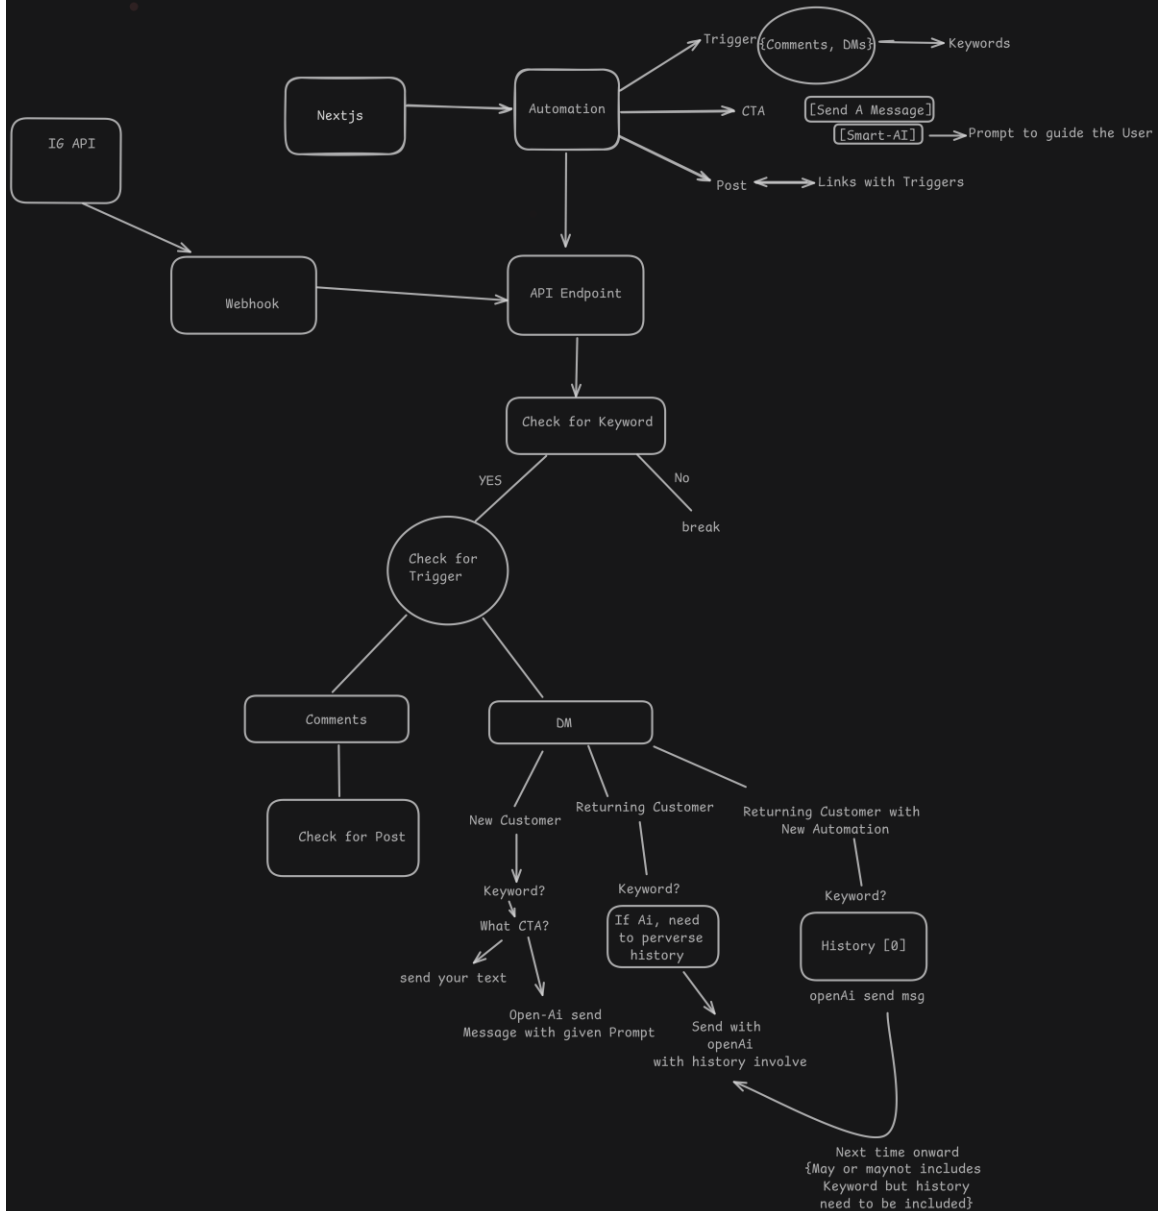 Trigger
{Comments, DMs}
Keywords
IG API
Nextjs
Automation
CTA
[Send A Message]
[Smart-AI]
Prompt to guide the User
Post
Links with Triggers
Webhook
API Endpoint
Check for Keyword
YES
No
break
Check for
Trigger
Comments
DM
Check for Post
New Customer
Keyword?
What CTA?
send your text
Open-Ai send
Message with given Prompt
Returning Customer
Keyword?
If Ai, need
to perverse
history
Send with
openAi
with history involve
Returning Customer with
New Automation
Keyword?
History [0]
openAi send msg
Next time onward
{May or maynot includes
Keyword but history
need to be included}